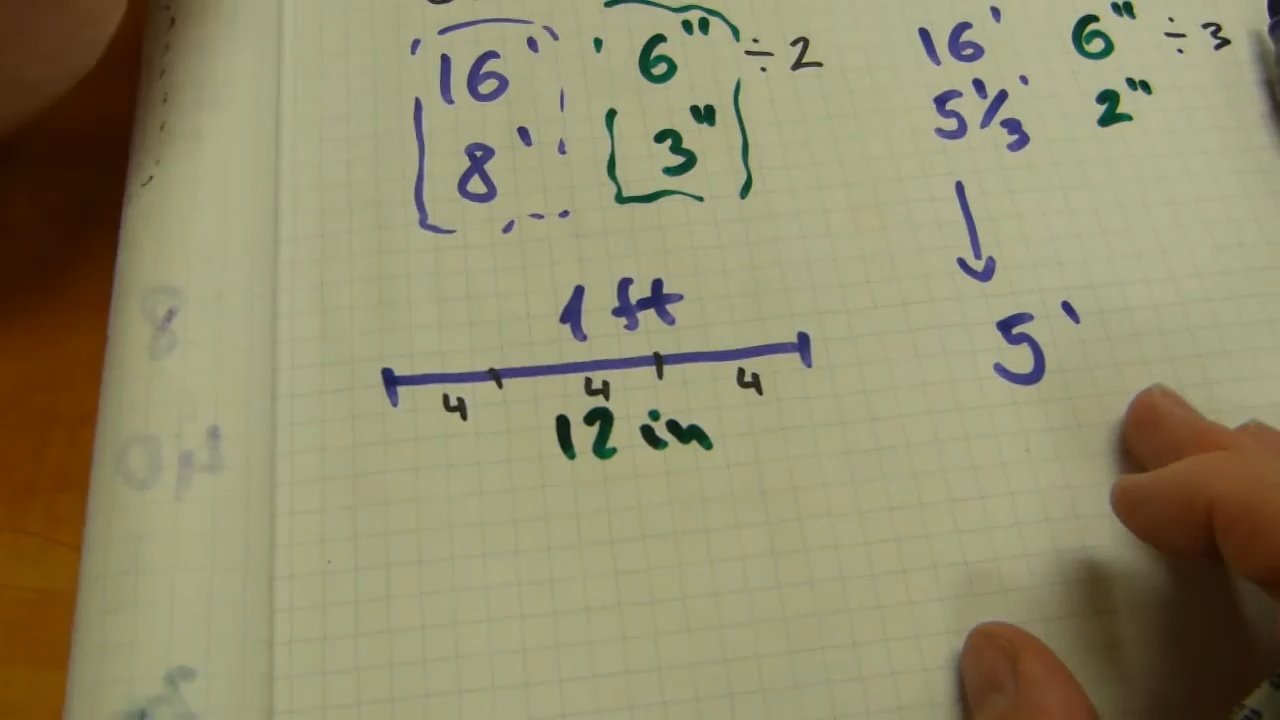 16' 6" ÷2
8' 3"
16' 6" ÷3
5 1/3' 2"
5'
1 ft
4 4 4
12 in
8